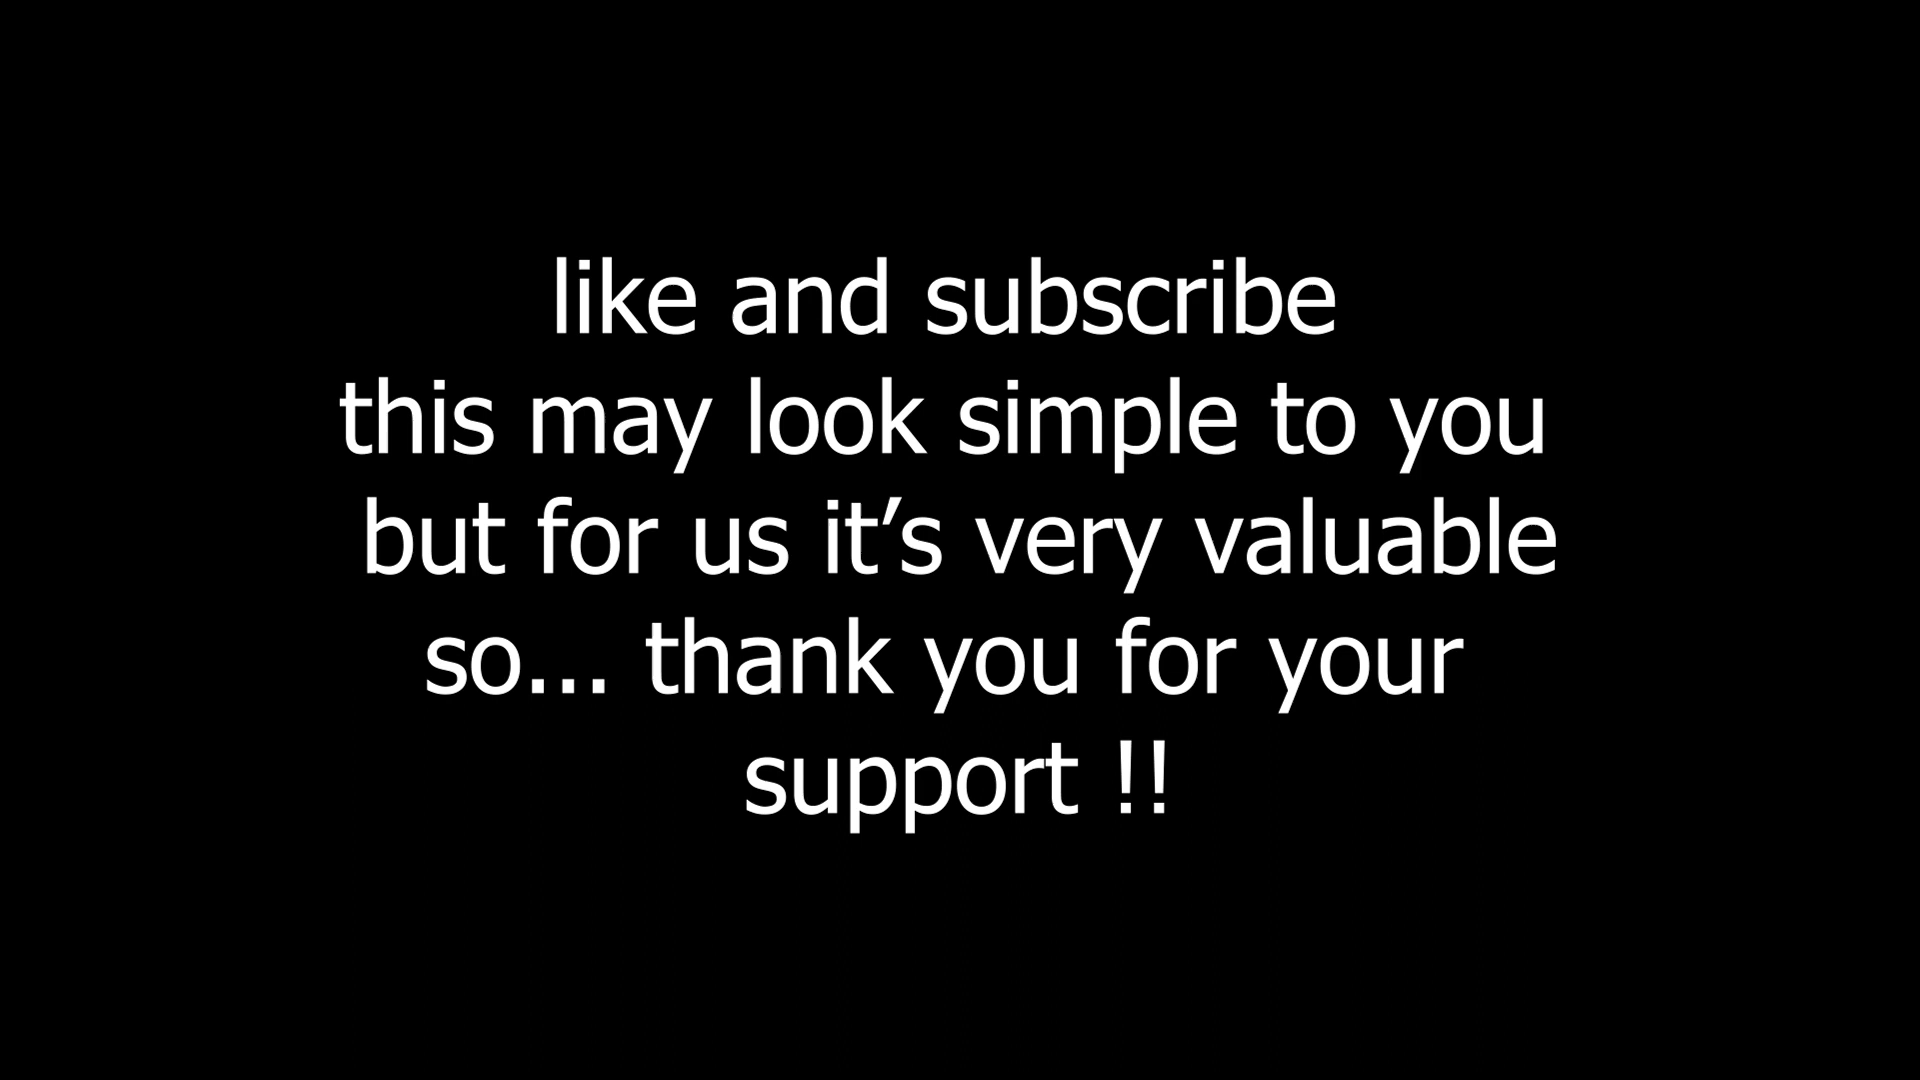 like and subscribe
this may look simple to you
but for us it’s very valuable
so... thank you for your
support !!